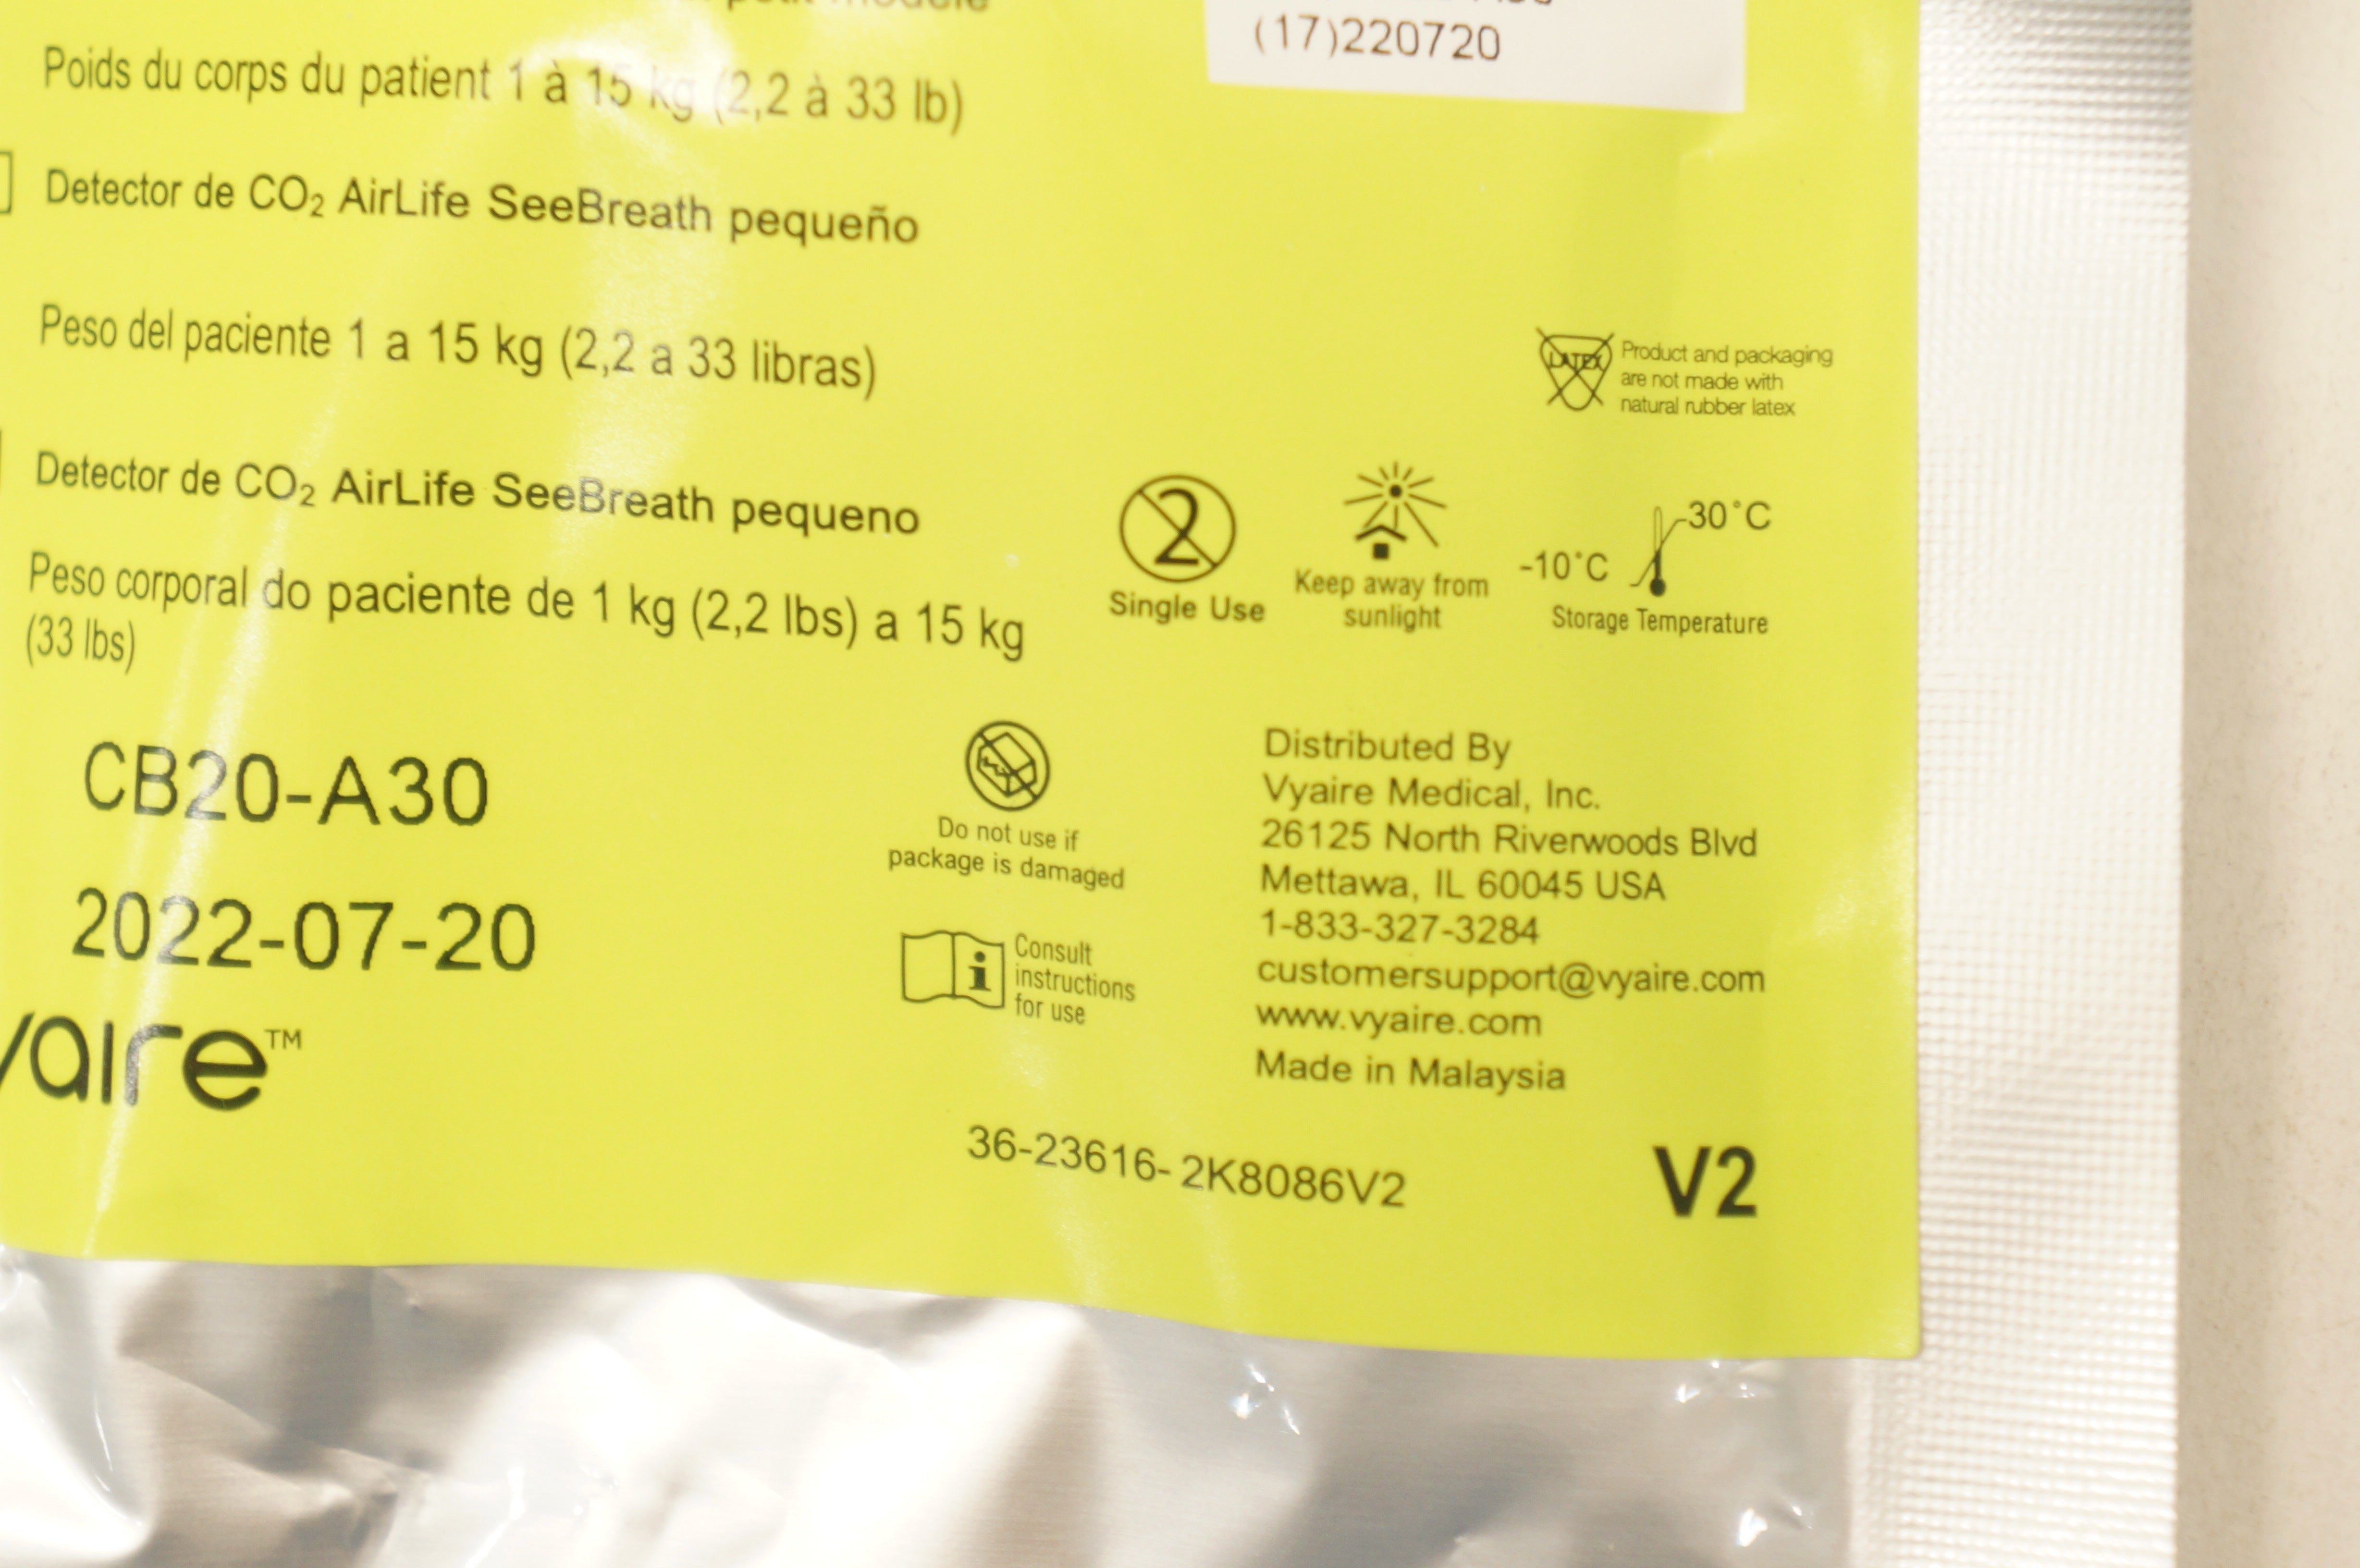 petit modèle
Poids du corps du patient 1 à 15 kg (2,2 à 33 lb)
(17)220720
Detector de CO₂ AirLife SeeBreath pequeño
Peso del paciente 1 a 15 kg (2,2 a 33 libras)
LATEX
Product and packaging
are not made with
natural rubber latex
Detector de CO₂ AirLife SeeBreath pequeno
Peso corporal do paciente de 1 kg (2,2 lbs) a 15 kg
(33 lbs)
2
Single Use
Keep away from
sunlight
-10°C
30°C
Storage Temperature
CB20-A30
2022-07-20
yaire™
Do not use if
package is damaged
i
Consult
instructions
for use
Distributed By
Vyaire Medical, Inc.
26125 North Riverwoods Blvd
Mettawa, IL 60045 USA
1-833-327-3284
customersupport@vyaire.com
www.vyaire.com
Made in Malaysia
36-23616-2K8086V2
V2